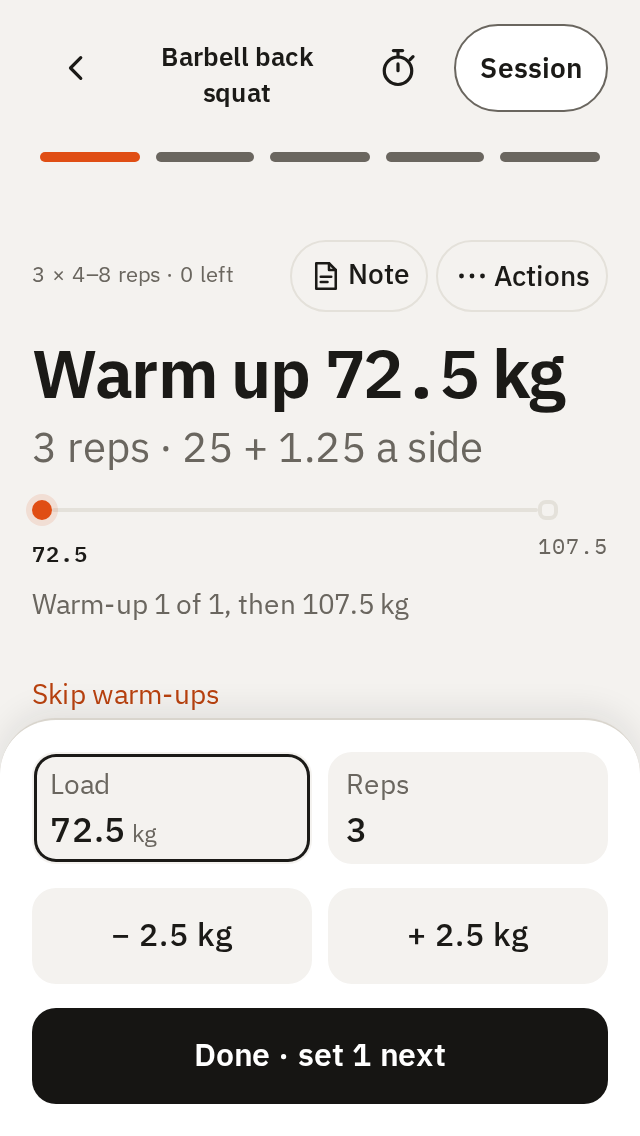 Barbell back
squat
Session
3 × 4–8 reps · 0 left
Note
··· Actions
Warm up 72.5 kg
3 reps · 25 + 1.25 a side
72.5
107.5
Warm-up 1 of 1, then 107.5 kg
Skip warm-ups
Load
72.5 kg
Reps
3
− 2.5 kg
+ 2.5 kg
Done · set 1 next